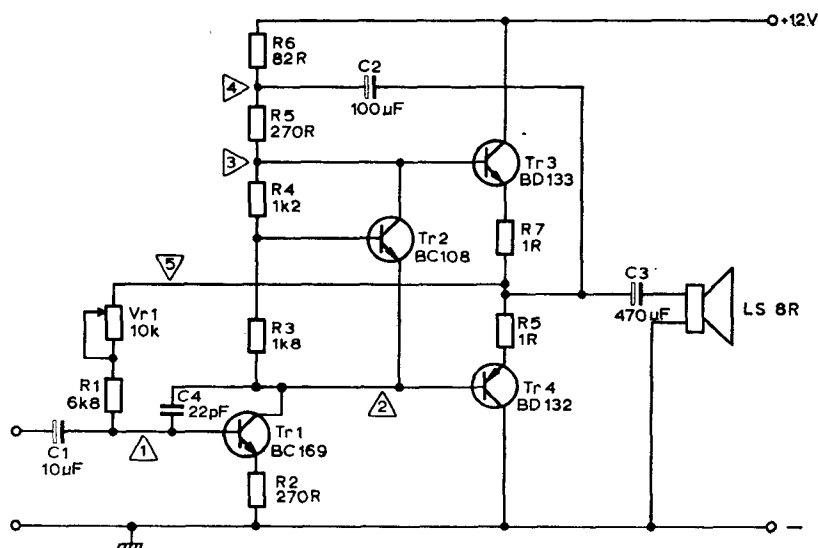 +12V
R6
82R
4
C2
100µF
R5
270R
3
Tr3
BD133
R4
1k2
Tr2
BC108
R7
1R
5
C3
470µF
LS 8R
Vr1
10k
R3
1k8
R5
1R
R1
6k8
C4
22pF
2
Tr4
BD132
C1
10µF
1
Tr1
BC169
R2
270R
—